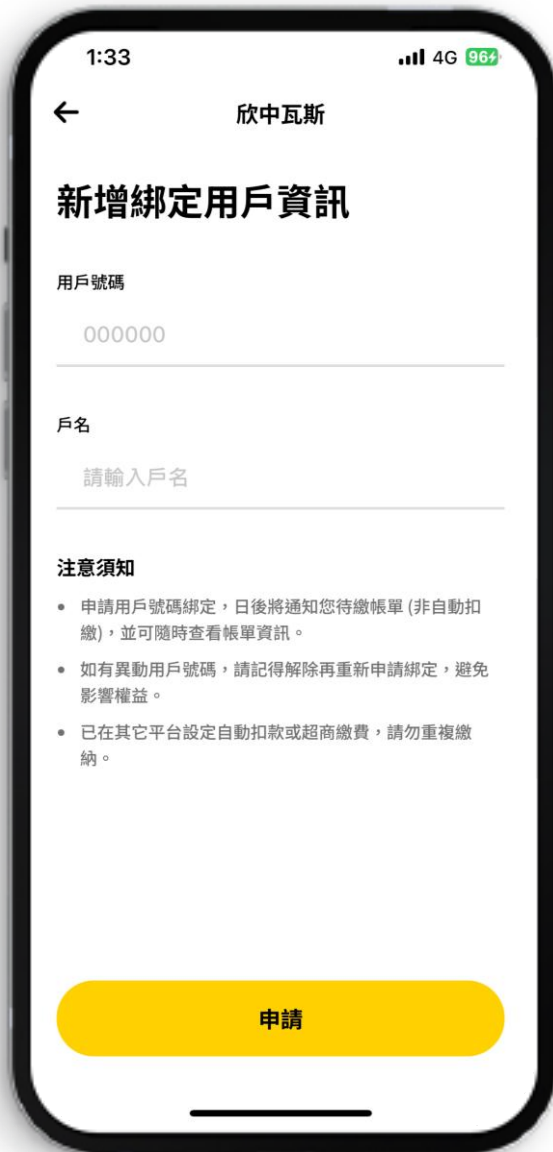 1:33
4G 96
欣中瓦斯
新增綁定用戶資訊
用戶號碼
000000
戶名
請輸入戶名
注意須知
• 申請用戶號碼綁定，日後將通知您待繳帳單 (非自動扣
繳)，並可隨時查看帳單資訊。
• 如有異動用戶號碼，請記得解除再重新申請綁定，避免
影響權益。
• 已在其它平台設定自動扣款或超商繳費，請勿重複繳
納。
申請